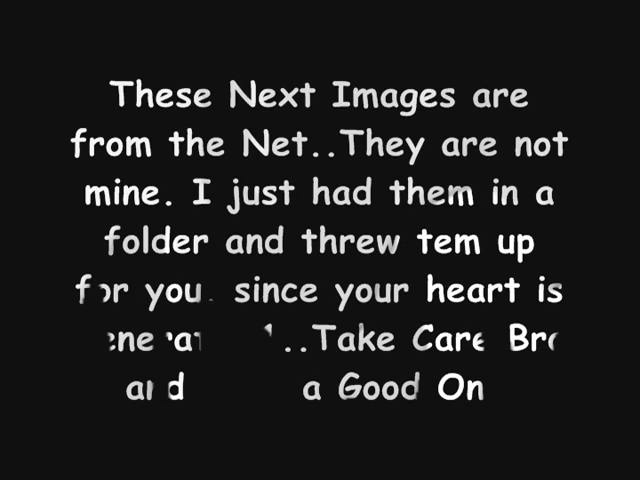 These Next Images are
from the Net..They are not
mine. I just had them in a
folder and threw tem up
for you. since your heart is
..Take Care
a Good On